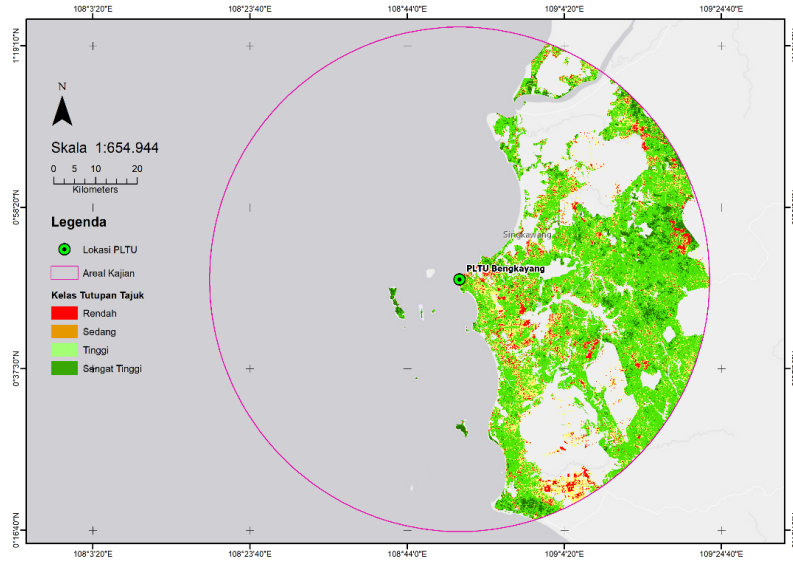 108°3'20"E 108°23'40"E 108°44'0"E 109°4'20"E 109°24'40"E
1°19'10"N
N
Skala 1:654.944
0 5 10 20
Kilometers
0°58'20"N
Legenda
Singkawang
Lokasi PLTU
PLTU Bengkayang
Areal Kajian
Kelas Tutupan Tajuk
Rendah
Sedang
Tinggi
Sangat Tinggi
0°37'30"N
0°16'40"N
108°3'20"E 108°23'40"E 108°44'0"E 109°4'20"E 109°24'40"E